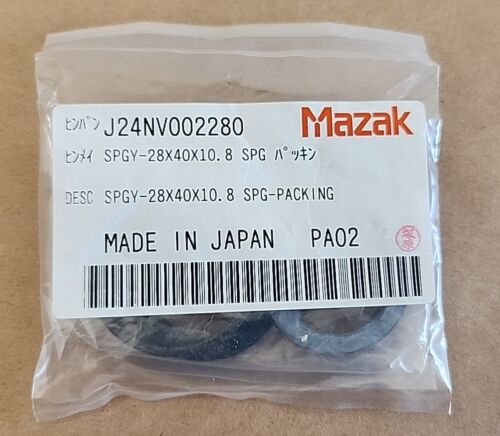 ﾋﾝﾊﾞﾝ J24NV002280 Mazak
ﾋﾝﾒｲ SPGY-28X40X10.8 SPG ﾊﾟｯｷﾝ
DESC SPGY-28X40X10.8 SPG-PACKING
MADE IN JAPAN PA02